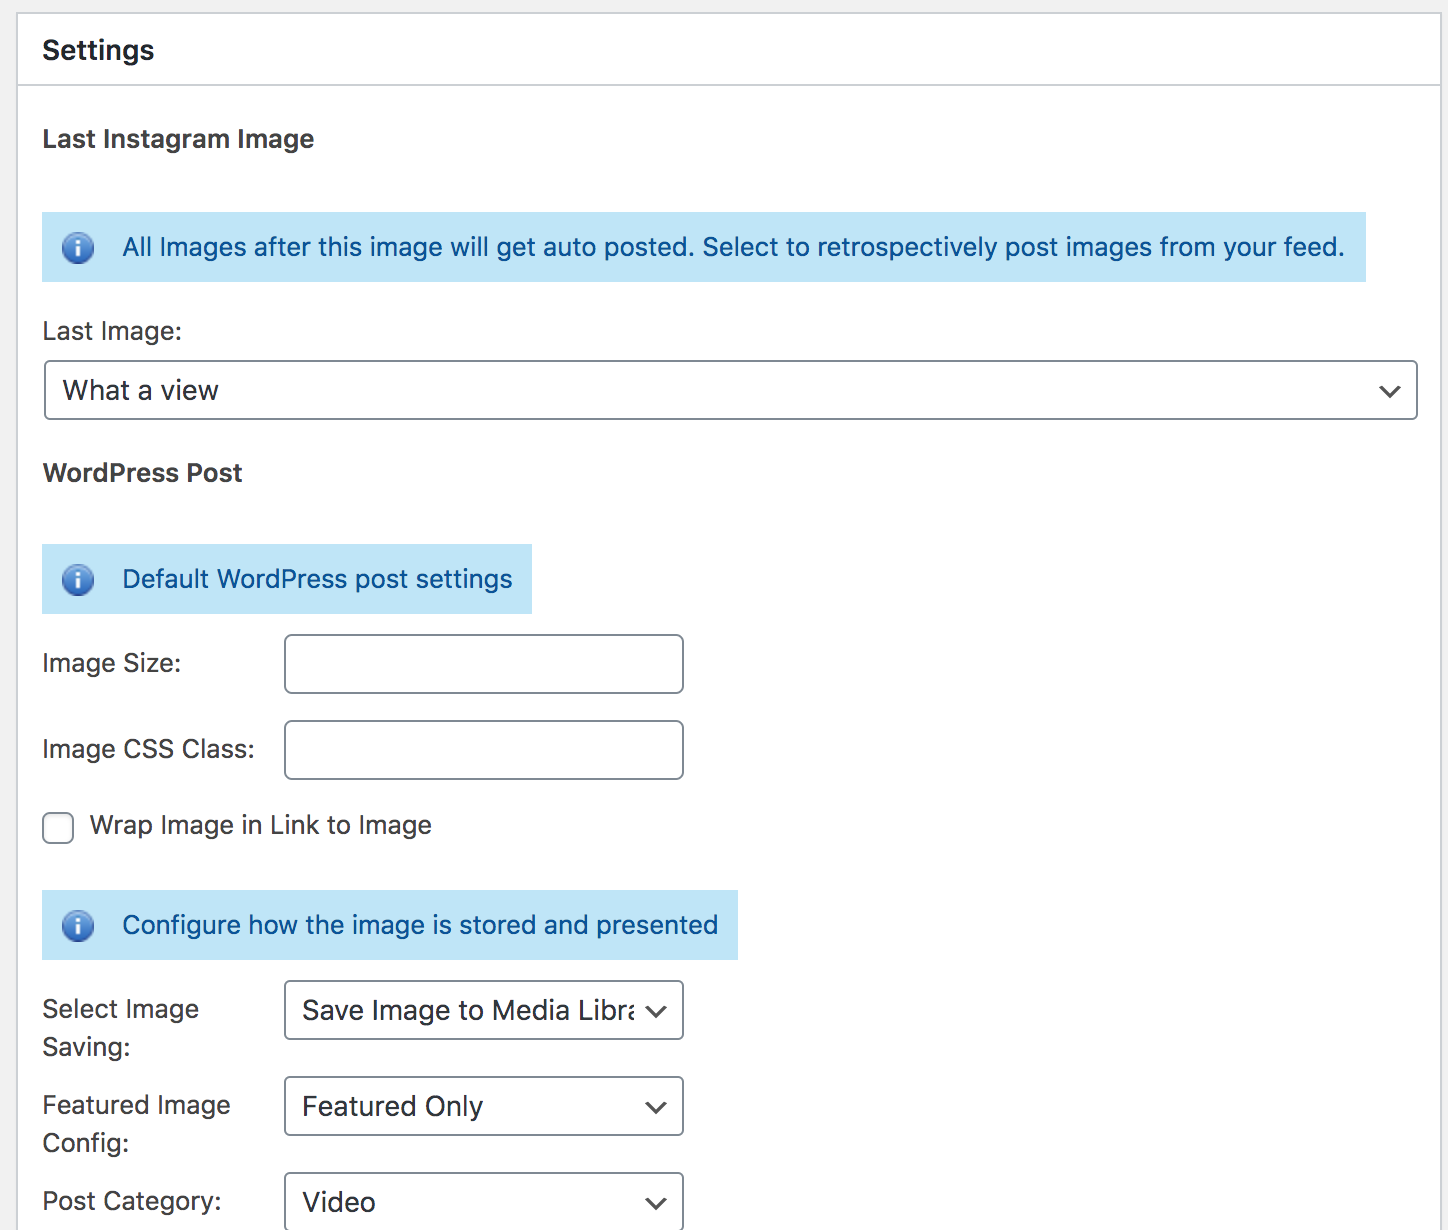 Settings
Last Instagram Image
All Images after this image will get auto posted. Select to retrospectively post images from your feed.
Last Image:
What a view
WordPress Post
Default WordPress post settings
Image Size:
Image CSS Class:
Wrap Image in Link to Image
Configure how the image is stored and presented
Select Image
Saving:
Save Image to Media Libra
Featured Image
Config:
Featured Only
Post Category:
Video